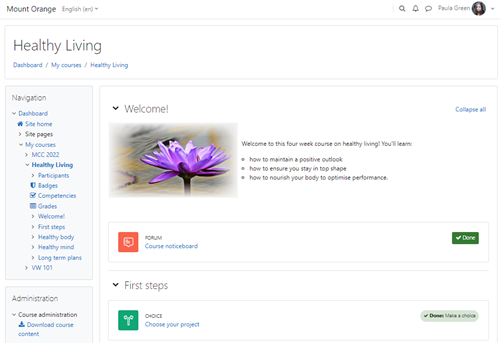 Mount Orange English (en) Paula Green
Healthy Living
Dashboard / My courses / Healthy Living
Navigation
Dashboard
Site home
Site pages
My courses
MCC 2022
Healthy Living
Participants
Badges
Competencies
Grades
Welcome!
First steps
Healthy body
Healthy mind
Long term plans
VW 101
Administration
Course administration
Download course
content
Welcome!
Collapse all
Welcome to this four week course on healthy living! You'll learn:
how to maintain a positive outlook
how to ensure you stay in top shape
how to nourish your body to optimise performance.
FORUM
Course noticeboard
Done
First steps
CHOICE
Choose your project
Done: Make a choice